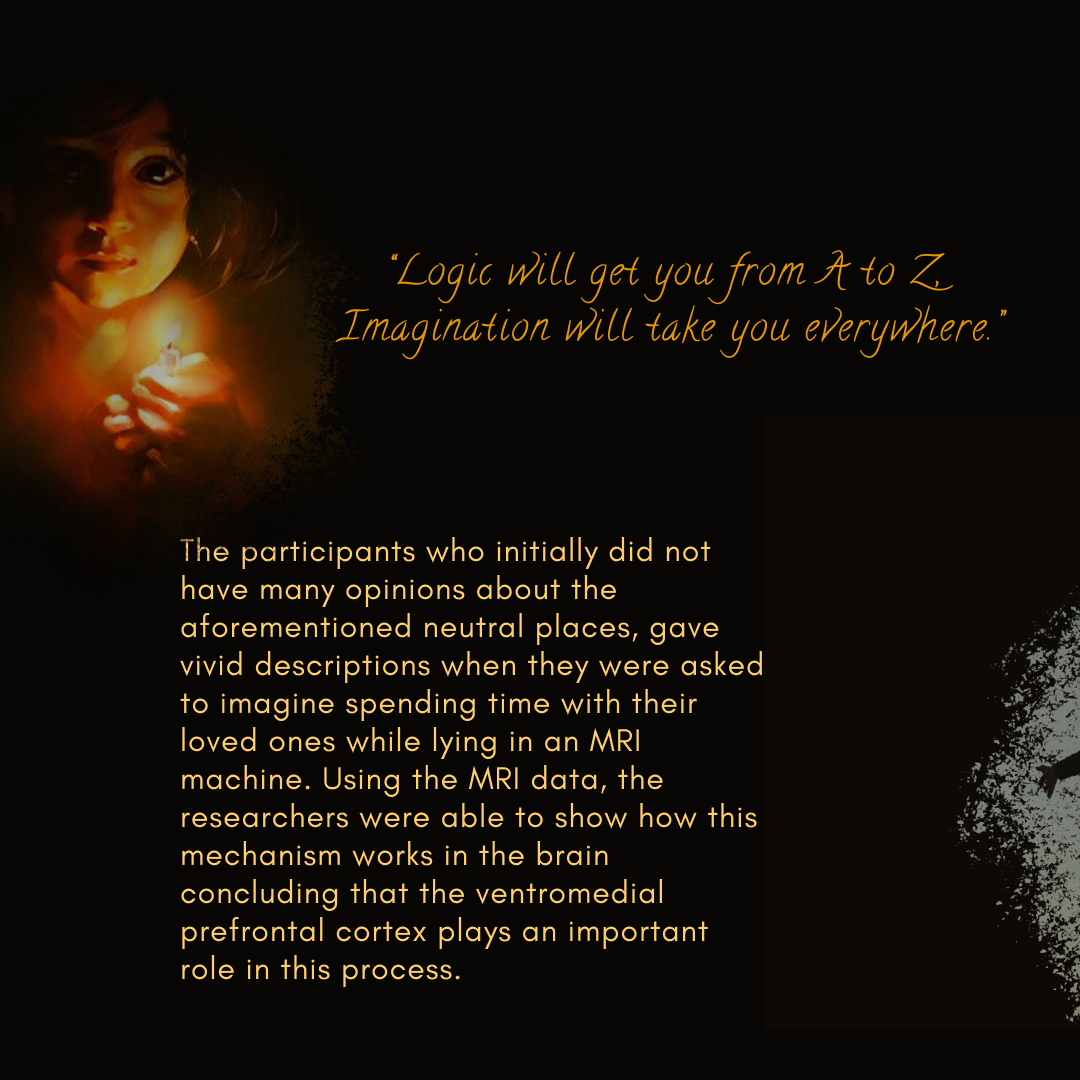 “Logic will get you from A to Z,
Imagination will take you everywhere.”
The participants who initially did not
have many opinions about the
aforementioned neutral places, gave
vivid descriptions when they were asked
to imagine spending time with their
loved ones while lying in an MRI
machine. Using the MRI data, the
researchers were able to show how this
mechanism works in the brain
concluding that the ventromedial
prefrontal cortex plays an important
role in this process.